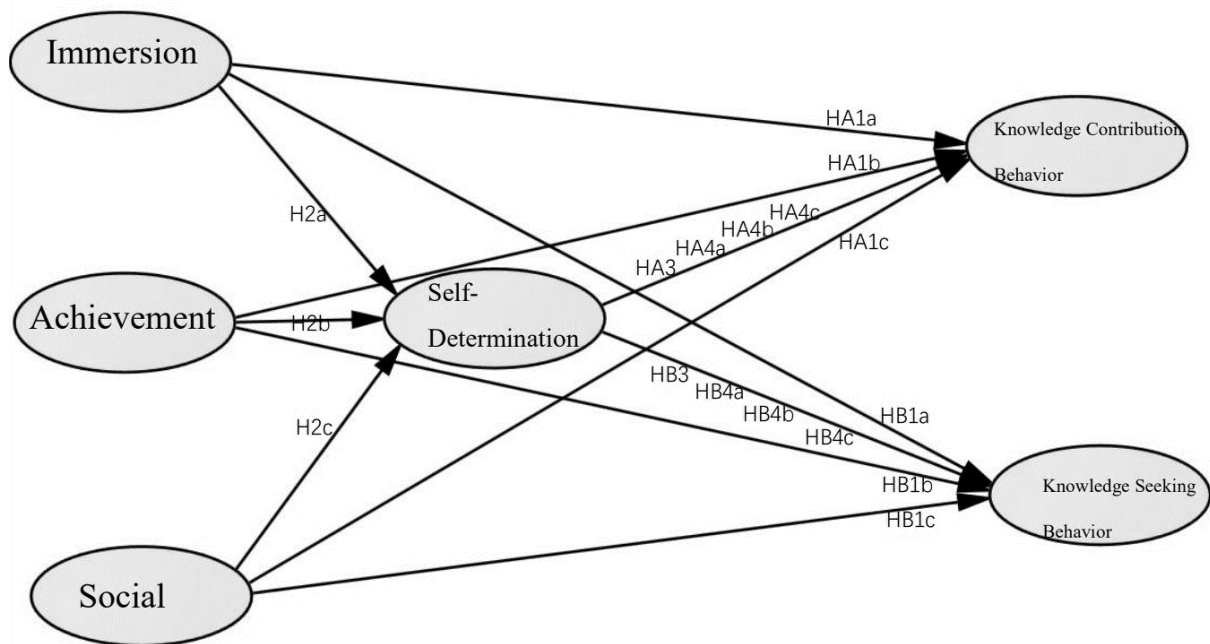 Immersion
HA1a
Knowledge Contribution
Behavior
HA1b
H2a
HA4c
HA4b
HA4a
HA3
HA1c
Achievement
H2b
Self-
Determination
HB3
HB4a
HB4b
HB4c
HB1a
H2c
HB1b
HB1c
Knowledge Seeking
Behavior
Social